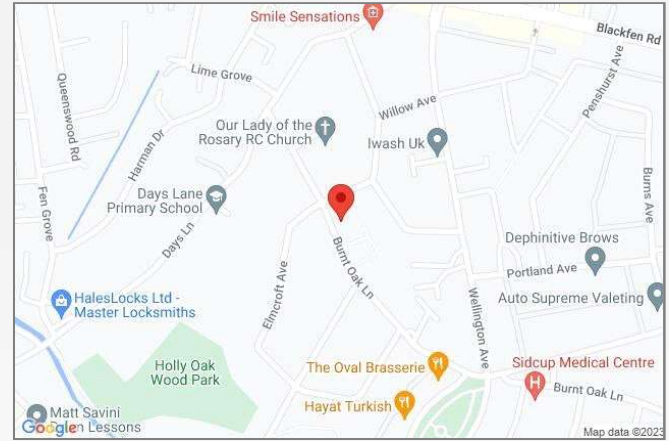 Smile Sensations
Blackfen Rd
Queenswood Rd
Lime Grove
Penshurst Ave
Willow Ave
Our Lady of the
Rosary RC Church
Iwash Uk
Harman Dr
Days Lane
Primary School
Burns Ave
Fen Grove
Days Ln
Dephinitive Brows
Elmcroft Ave
Burnt Oak Ln
Portland Ave
HalesLocks Ltd -
Master Locksmiths
Auto Supreme Valeting
Wellington Ave
Holly Oak
Wood Park
The Oval Brasserie
Sidcup Medical Centre
Burnt Oak Ln
Hayat Turkish
Matt Savini
Lessons
Google
Map data ©2023